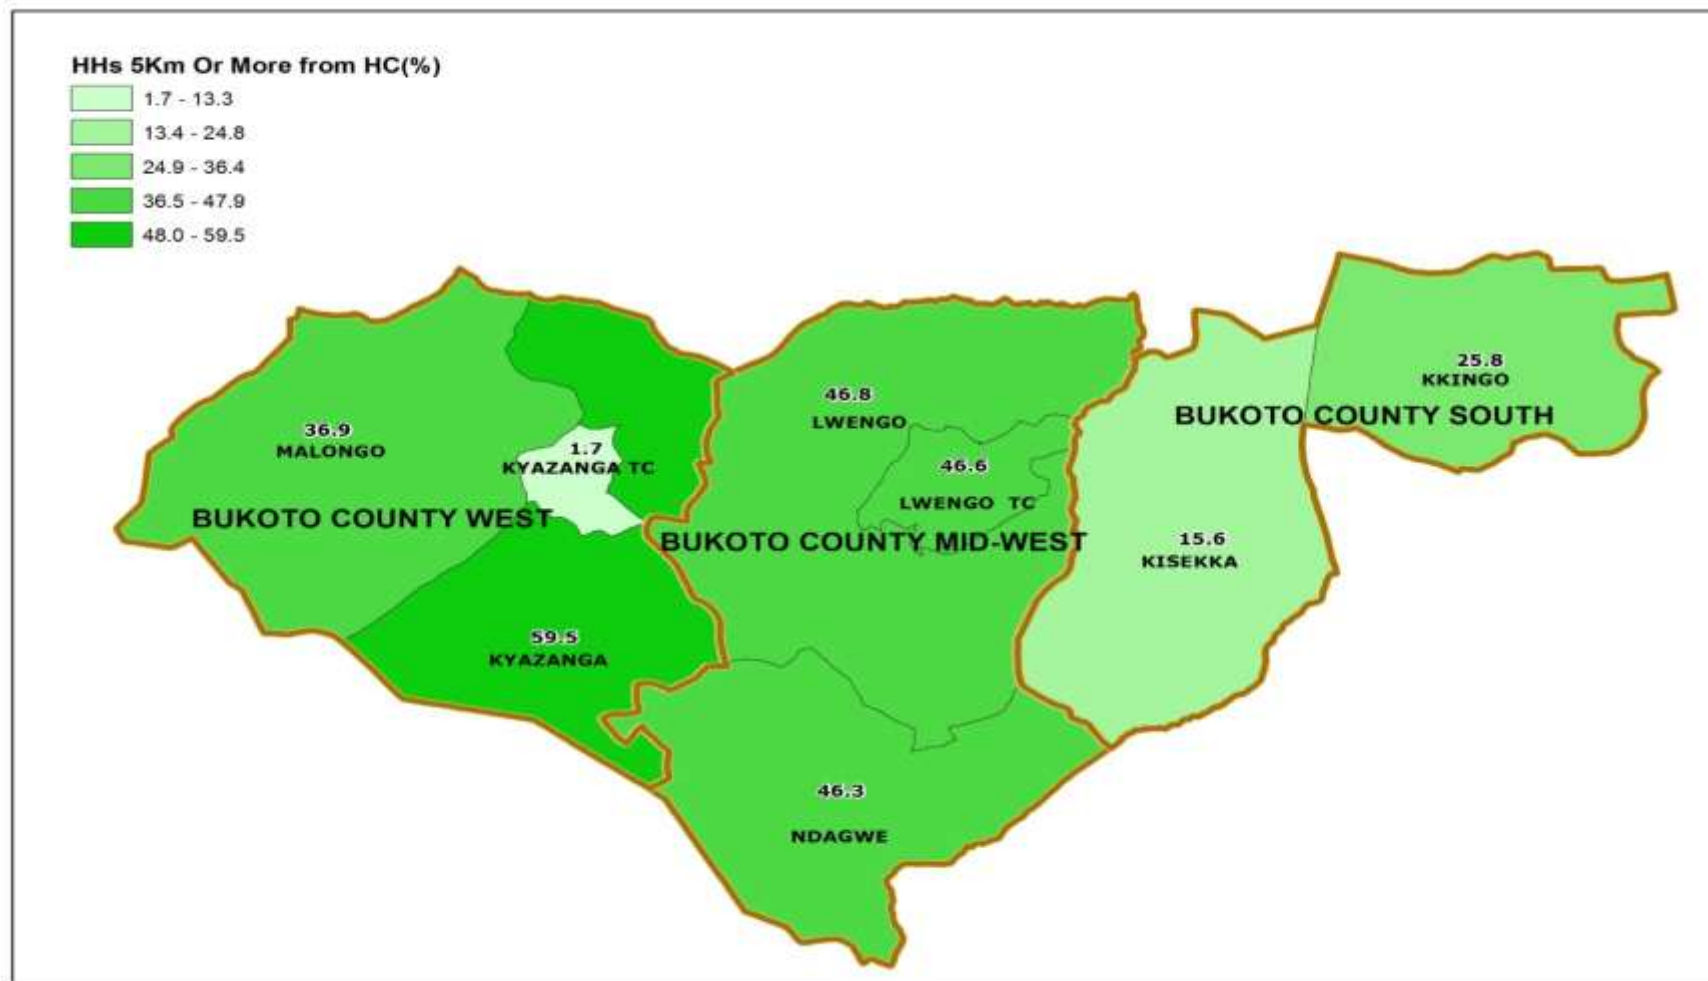 HHs 5Km Or More from HC(%)
1.7 - 13.3
13.4 - 24.8
24.9 - 36.4
36.5 - 47.9
48.0 - 59.5
25.8
KKINGO
46.8
LWENGO
BUKOTO COUNTY SOUTH
36.9
MALONGO
1.7
KYAZANGA TC
46.6
LWENGO TC
BUKOTO COUNTY WEST
BUKOTO COUNTY MID-WEST
15.6
KISEKKA
59.5
KYAZANGA
46.3
NDAGWE